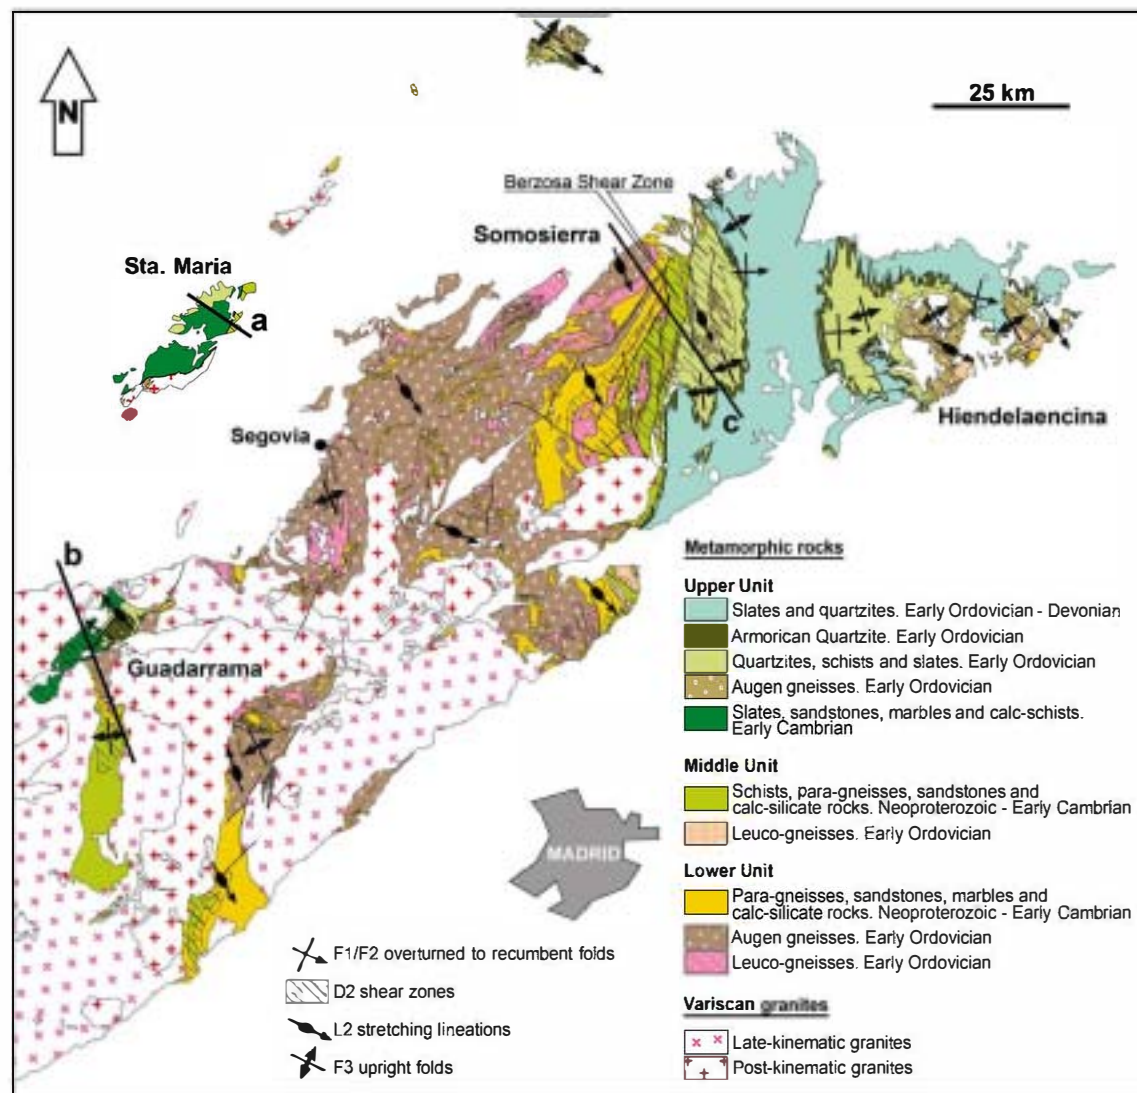 N
25 km
Berzosa Shear Zone
Somosierra
Sta. Maria
a
c
Segovia
Hiendelaencina
b
Guadarrama
MADRID
F1/F2 overturned to recumbent folds
D2 shear zones
L2 stretching lineations
F3 upright folds
Metamorphic rocks
Upper Unit
Slates and quartzites. Early Ordovician - Devonian
Armorican Quartzite. Early Ordovician
Quartzites, schists and slates. Early Ordovician
Augen gneisses. Early Ordovician
Slates, sandstones, marbles and calc-schists.
Early Cambrian
Middle Unit
Schists, para-gneisses, sandstones and
calc-silicate rocks. Neoproterozoic - Early Cambrian
Leuco-gneisses. Early Ordovician
Lower Unit
Para-gneisses, sandstones, marbles and
calc-silicate rocks. Neoproterozoic - Early Cambrian
Augen gneisses. Early Ordovician
Leuco-gneisses. Early Ordovician
Variscan granites
Late-kinematic granites
Post-kinematic granites